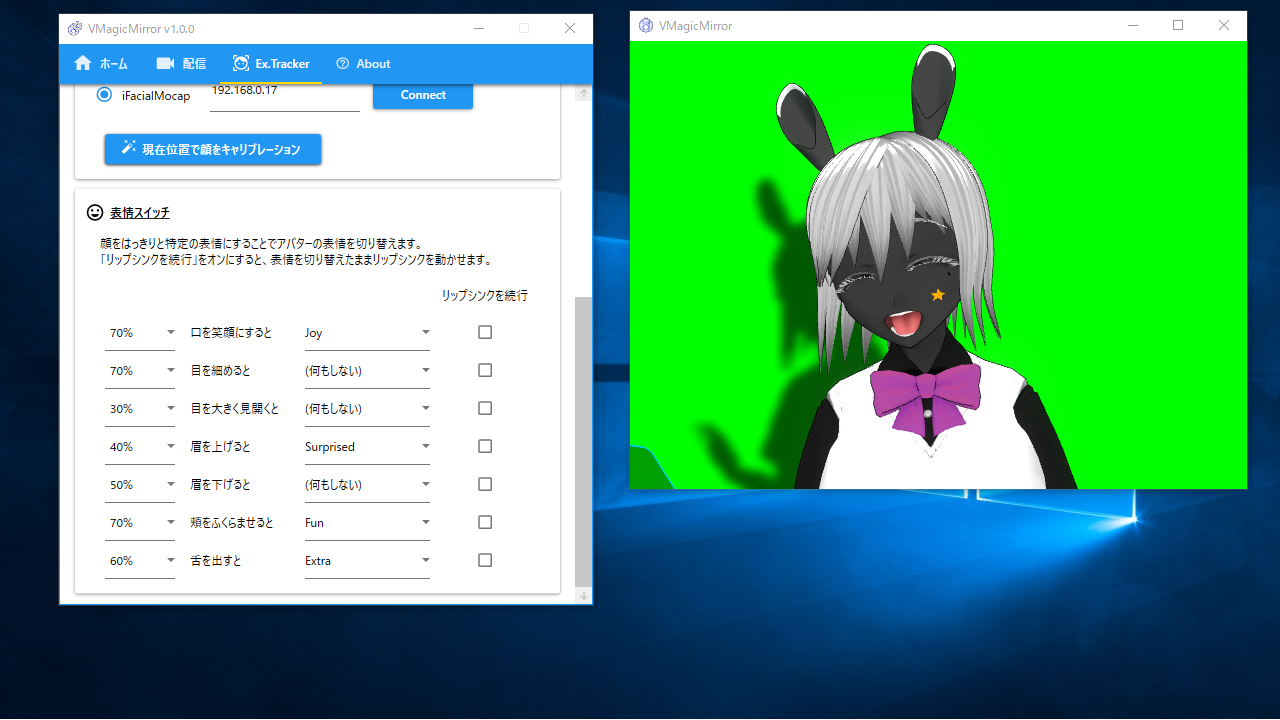 VMagicMirror v1.0.0
ホーム 配信 Ex.Tracker About
iFacialMocap 192.168.0.17 Connect
現在位置で顔をキャリブレーション
表情スイッチ
顔をはっきりと特定の表情にすることでアバターの表情を切り替えます。
「リップシンクを続行」をオンにすると、表情を切り替えたままリップシンクを動かせます。
リップシンクを続行
70% 口を笑顔にすると Joy
70% 目を細めると (何もしない)
30% 目を大きく見開くと (何もしない)
40% 眉を上げると Surprised
50% 眉を下げると (何もしない)
70% 頬をふくらませると Fun
60% 舌を出すと Extra
VMagicMirror